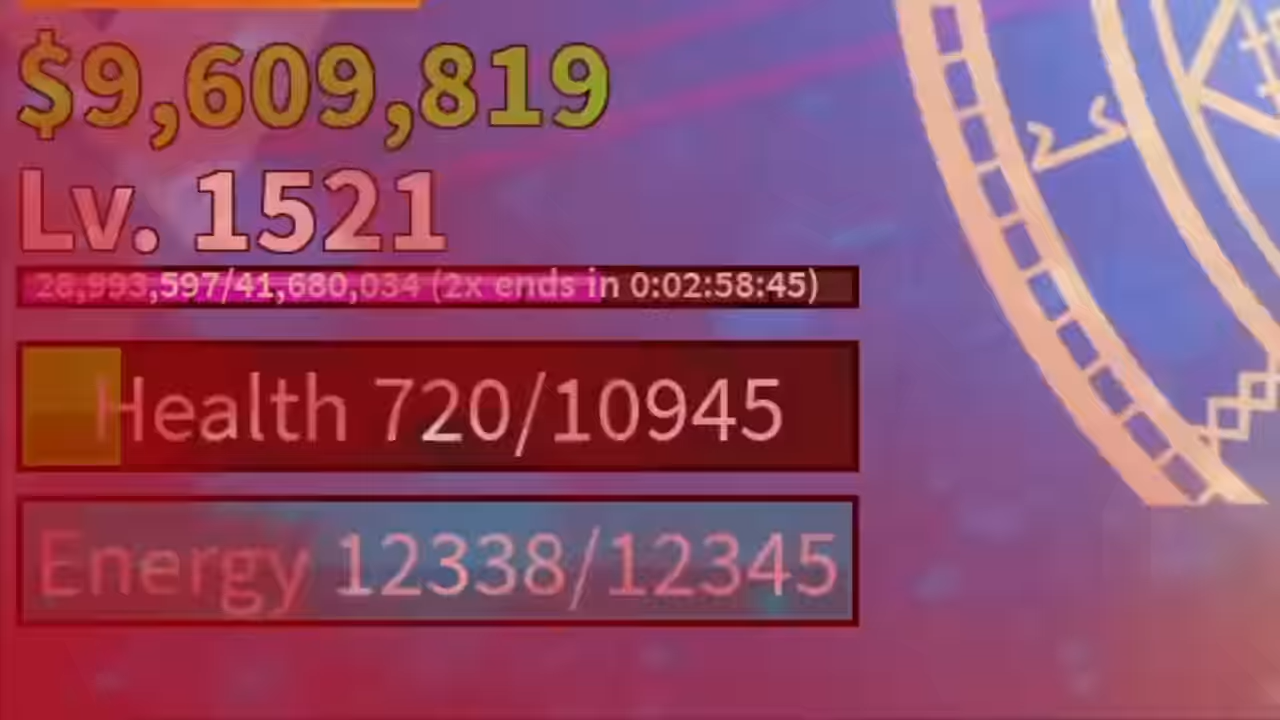 $9,609,819
Lv. 1521
28,993,597/41,680,034 (2x ends in 0:02:58:45)
Health 720/10945
Energy 12338/12345